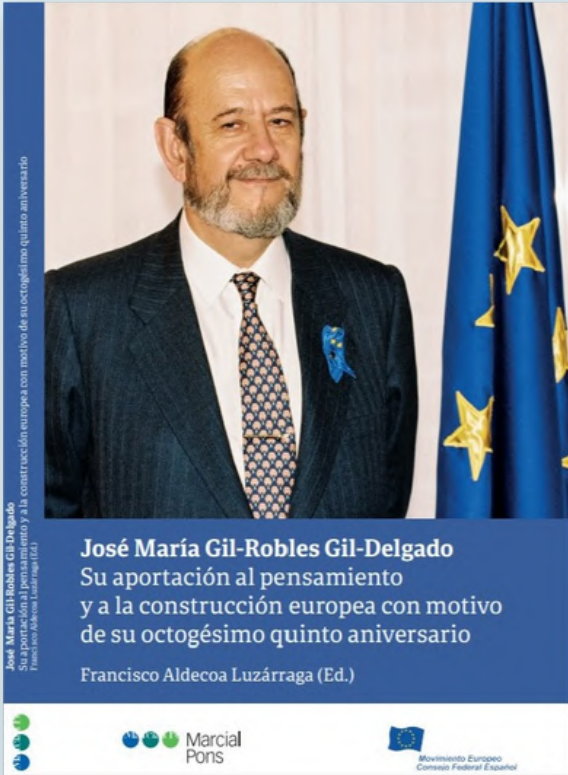 José María Gil-Robles Gil-Delgado
Su aportación al pensamiento y a la construcción europea con motivo de su octogésimo quinto aniversario
Francisco Aldecoa Luzárraga (Ed.)
José María Gil-Robles Gil-Delgado
Su aportación al pensamiento
y a la construcción europea con motivo
de su octogésimo quinto aniversario
Francisco Aldecoa Luzárraga (Ed.)
Marcial
Pons
Movimiento Europeo
Consejo Federal Español